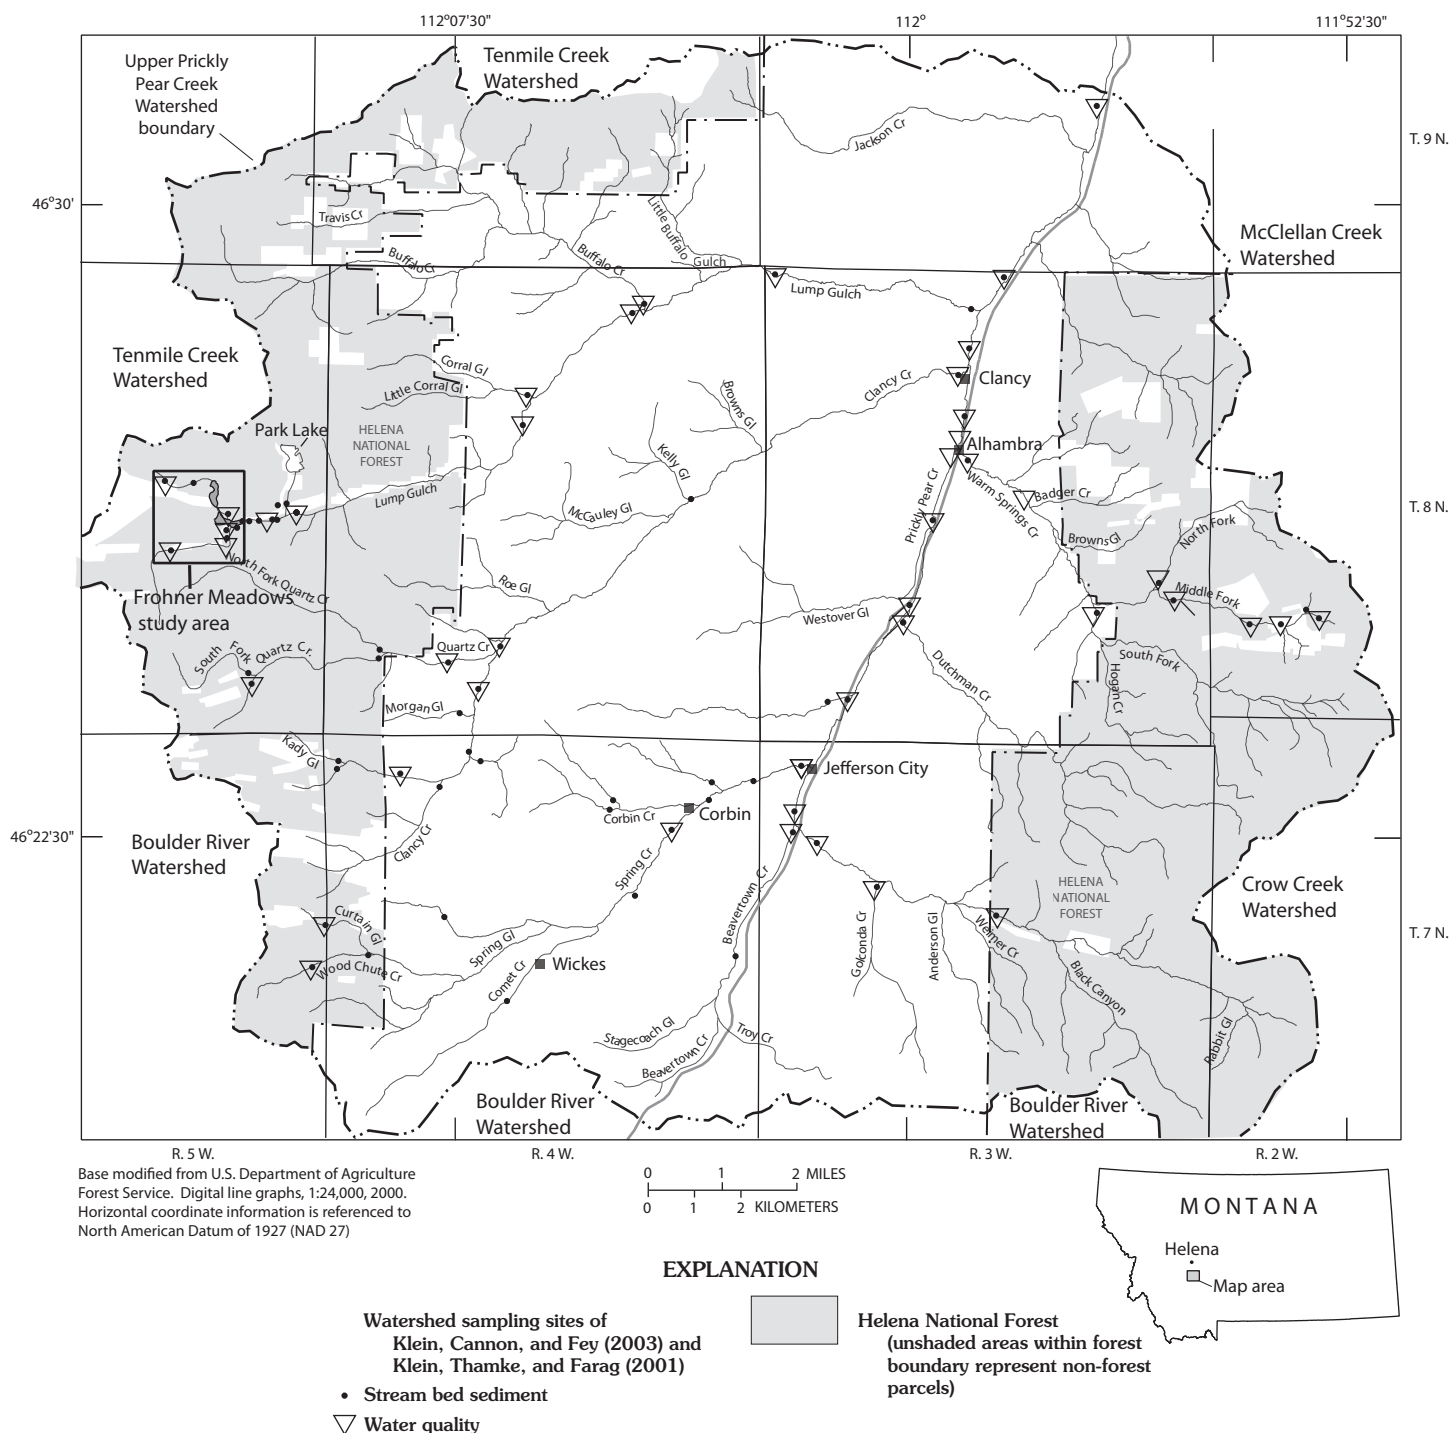 112°07'30"
112°
111°52'30"
Upper Prickly
Pear Creek
Watershed
boundary
Tenmile Creek
Watershed
Jackson Cr
T. 9 N.
46°30'
Travis Cr
Little Buffalo
Gulch
Buffalo Cr
Buffalo Cr
McClellan Creek
Watershed
Lump Gulch
Tenmile Creek
Watershed
Corral Gl
Little Corral Gl
Browns Gl
Clancy Cr
Clancy
Park Lake
HELENA
NATIONAL
FOREST
Alhambra
Kelly Gl
Lump Gulch
Prickly Pear Cr
Warm Springs Cr
Badger Cr
McCauley Gl
Browns Gl
North Fork
T. 8 N.
North Fork Quartz Cr
Roe Gl
Middle Fork
Frohner Meadows
study area
Westover Gl
South Fork Quartz Cr.
Quartz Cr
Dutchman Cr
South Fork
Hogan Cr
Morgan Gl
Kady Gl
Jefferson City
Corbin Cr
Corbin
46°22'30"
Boulder River
Watershed
Clancy Cr
Spring Cr
Beavertown Cr
HELENA
NATIONAL
FOREST
Crow Creek
Watershed
Curtain Gl
Spring Gl
Golconda Cr
Anderson Gl
Weimer Cr
T. 7 N.
Wood Chute Cr
Comet Cr
Wickes
Black Canyon
Stagecoach Gl
Troy Cr
Rabbit Gl
Beavertown Cr
Boulder River
Watershed
Boulder River
Watershed
R. 5 W.
R. 4 W.
R. 3 W.
R. 2 W.
Base modified from U.S. Department of Agriculture
Forest Service. Digital line graphs, 1:24,000, 2000.
Horizontal coordinate information is referenced to
North American Datum of 1927 (NAD 27)
0 1 2 MILES
0 1 2 KILOMETERS
MONTANA
Helena
Map area
EXPLANATION
Watershed sampling sites of
Klein, Cannon, and Fey (2003) and
Klein, Thamke, and Farag (2001)
Stream bed sediment
Water quality
Helena National Forest
(unshaded areas within forest
boundary represent non-forest
parcels)